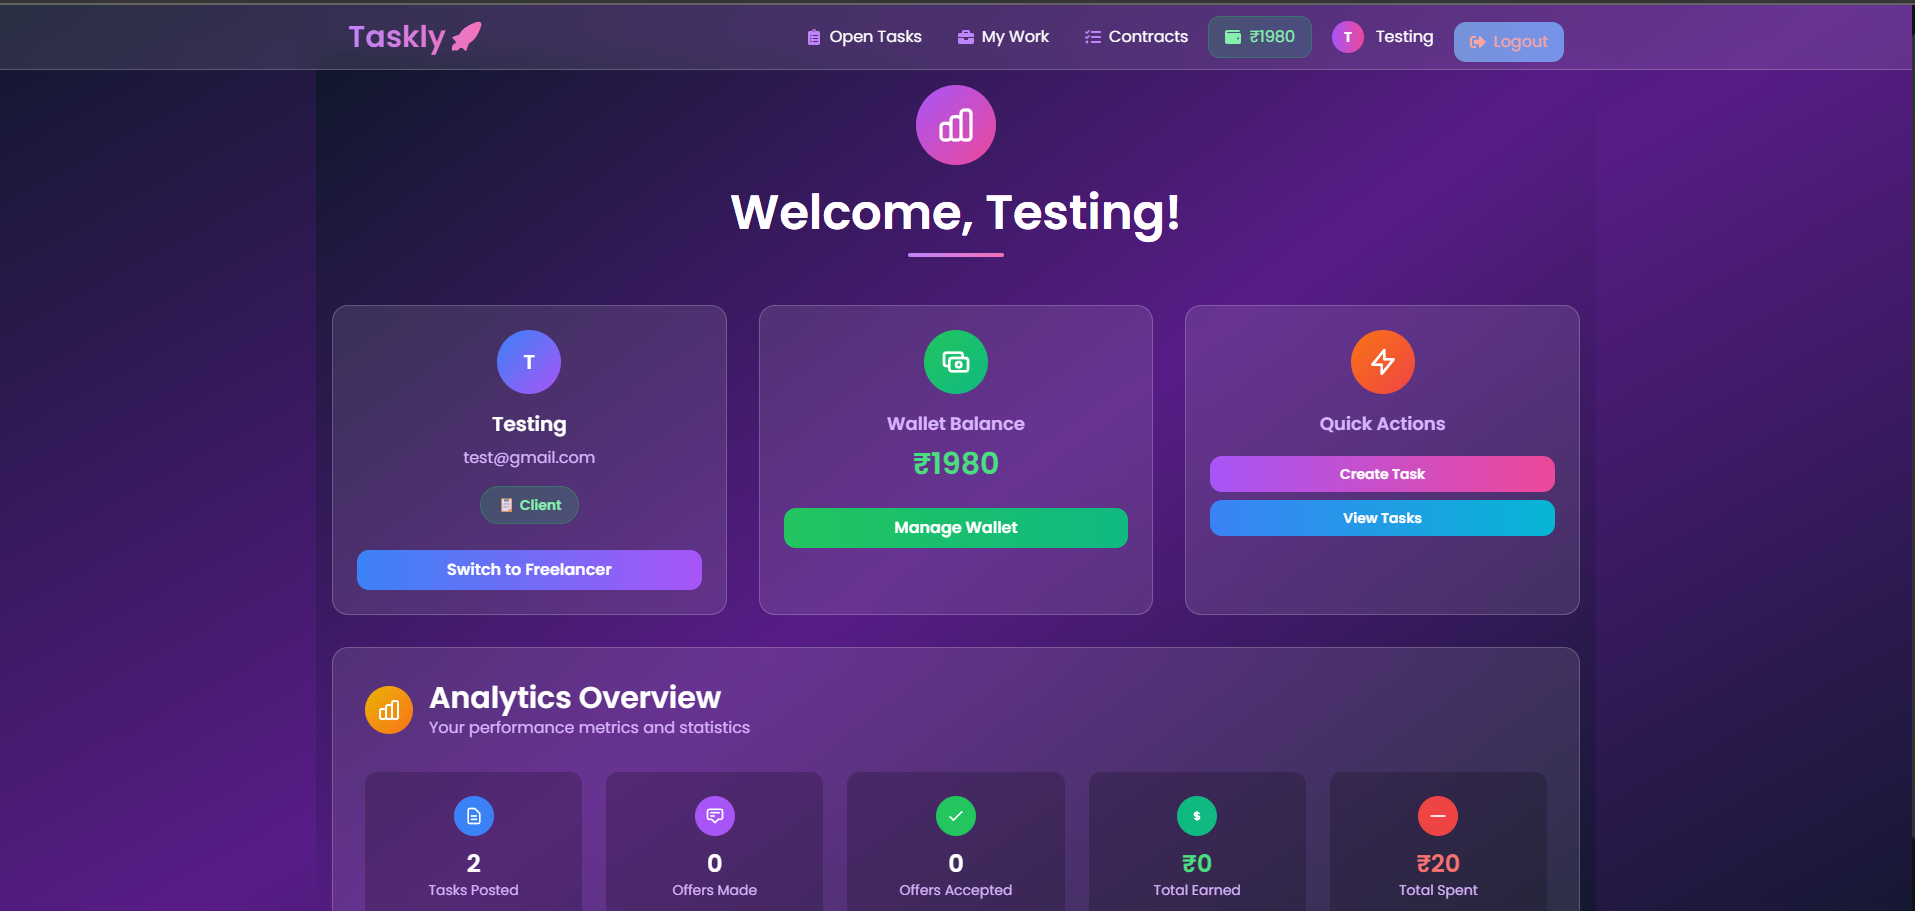 Taskly
Open Tasks
My Work
Contracts
₹1980
T
Testing
Logout
Welcome, Testing!
T
Testing
test@gmail.com
Client
Switch to Freelancer
Wallet Balance
₹1980
Manage Wallet
Quick Actions
Create Task
View Tasks
Analytics Overview
Your performance metrics and statistics
2
Tasks Posted
0
Offers Made
0
Offers Accepted
$
₹0
Total Earned
₹20
Total Spent